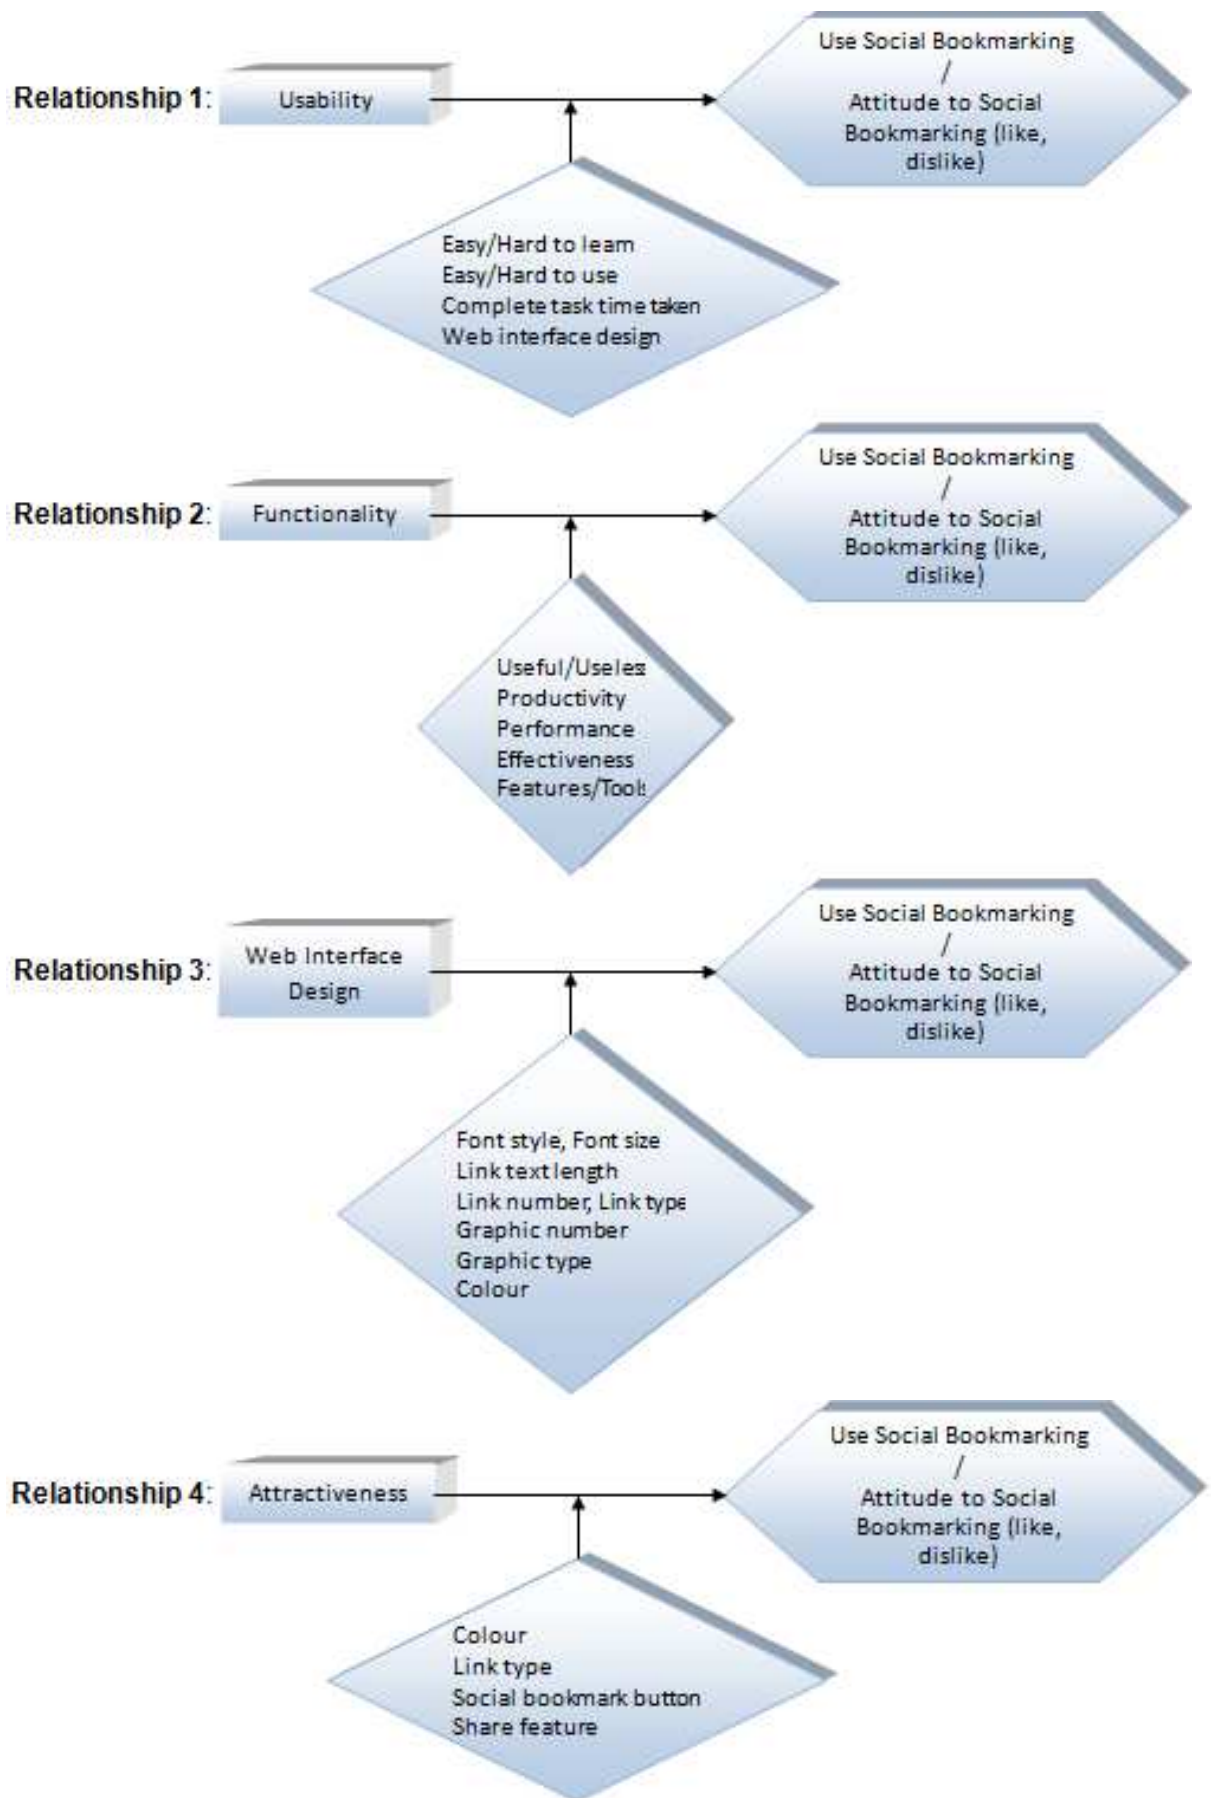 Relationship 1:
Usability
Use Social Bookmarking
/
Attitude to Social
Bookmarking (like,
dislike)
Easy/Hard to learn
Easy/Hard to use
Complete task time taken
Web interface design
Relationship 2:
Functionality
Use Social Bookmarking
/
Attitude to Social
Bookmarking (like,
dislike)
Useful/Useless
Productivity
Performance
Effectiveness
Features/Tools
Relationship 3:
Web Interface
Design
Use Social Bookmarking
/
Attitude to Social
Bookmarking (like,
dislike)
Font style, Font size
Link text length
Link number, Link type
Graphic number
Graphic type
Colour
Relationship 4:
Attractiveness
Use Social Bookmarking
/
Attitude to Social
Bookmarking (like,
dislike)
Colour
Link type
Social bookmark button
Share feature